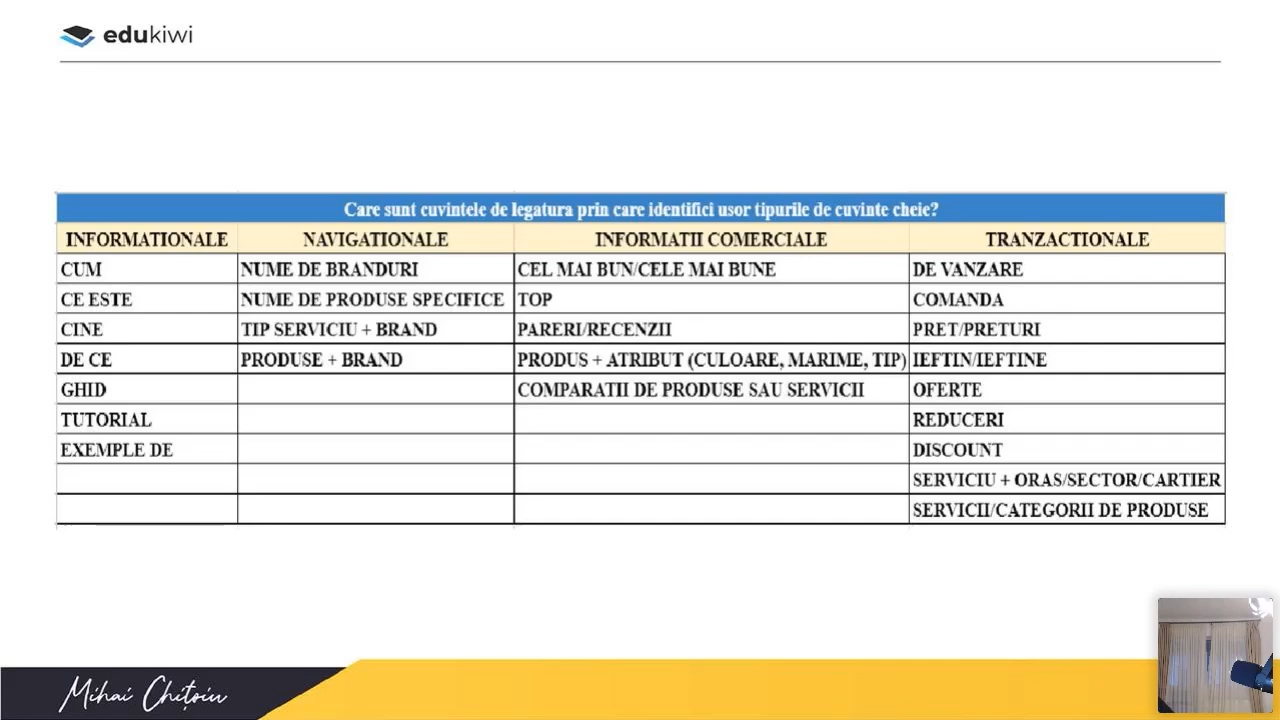 edukiwi
Care sunt cuvintele de legatura prin care identifici usor tipurile de cuvinte cheie?
INFORMATIONALE NAVIGATIONALE INFORMATII COMERCIALE TRANZACTIONALE
CUM NUME DE BRANDURI CEL MAI BUN/CELE MAI BUNE DE VANZARE
CE ESTE NUME DE PRODUSE SPECIFICE TOP COMANDA
CINE TIP SERVICIU + BRAND PARERI/RECENZII PRET/PRETURI
DE CE PRODUSE + BRAND PRODUS + ATRIBUT (CULOARE, MARIME, TIP) IEFTIN/IEFTINE
GHID COMPARATII DE PRODUSE SAU SERVICII OFERTE
TUTORIAL REDUCERI
EXEMPLE DE DISCOUNT
SERVICIU + ORAS/SECTOR/CARTIER
SERVICII/CATEGORII DE PRODUSE
Mihai Chițoiu